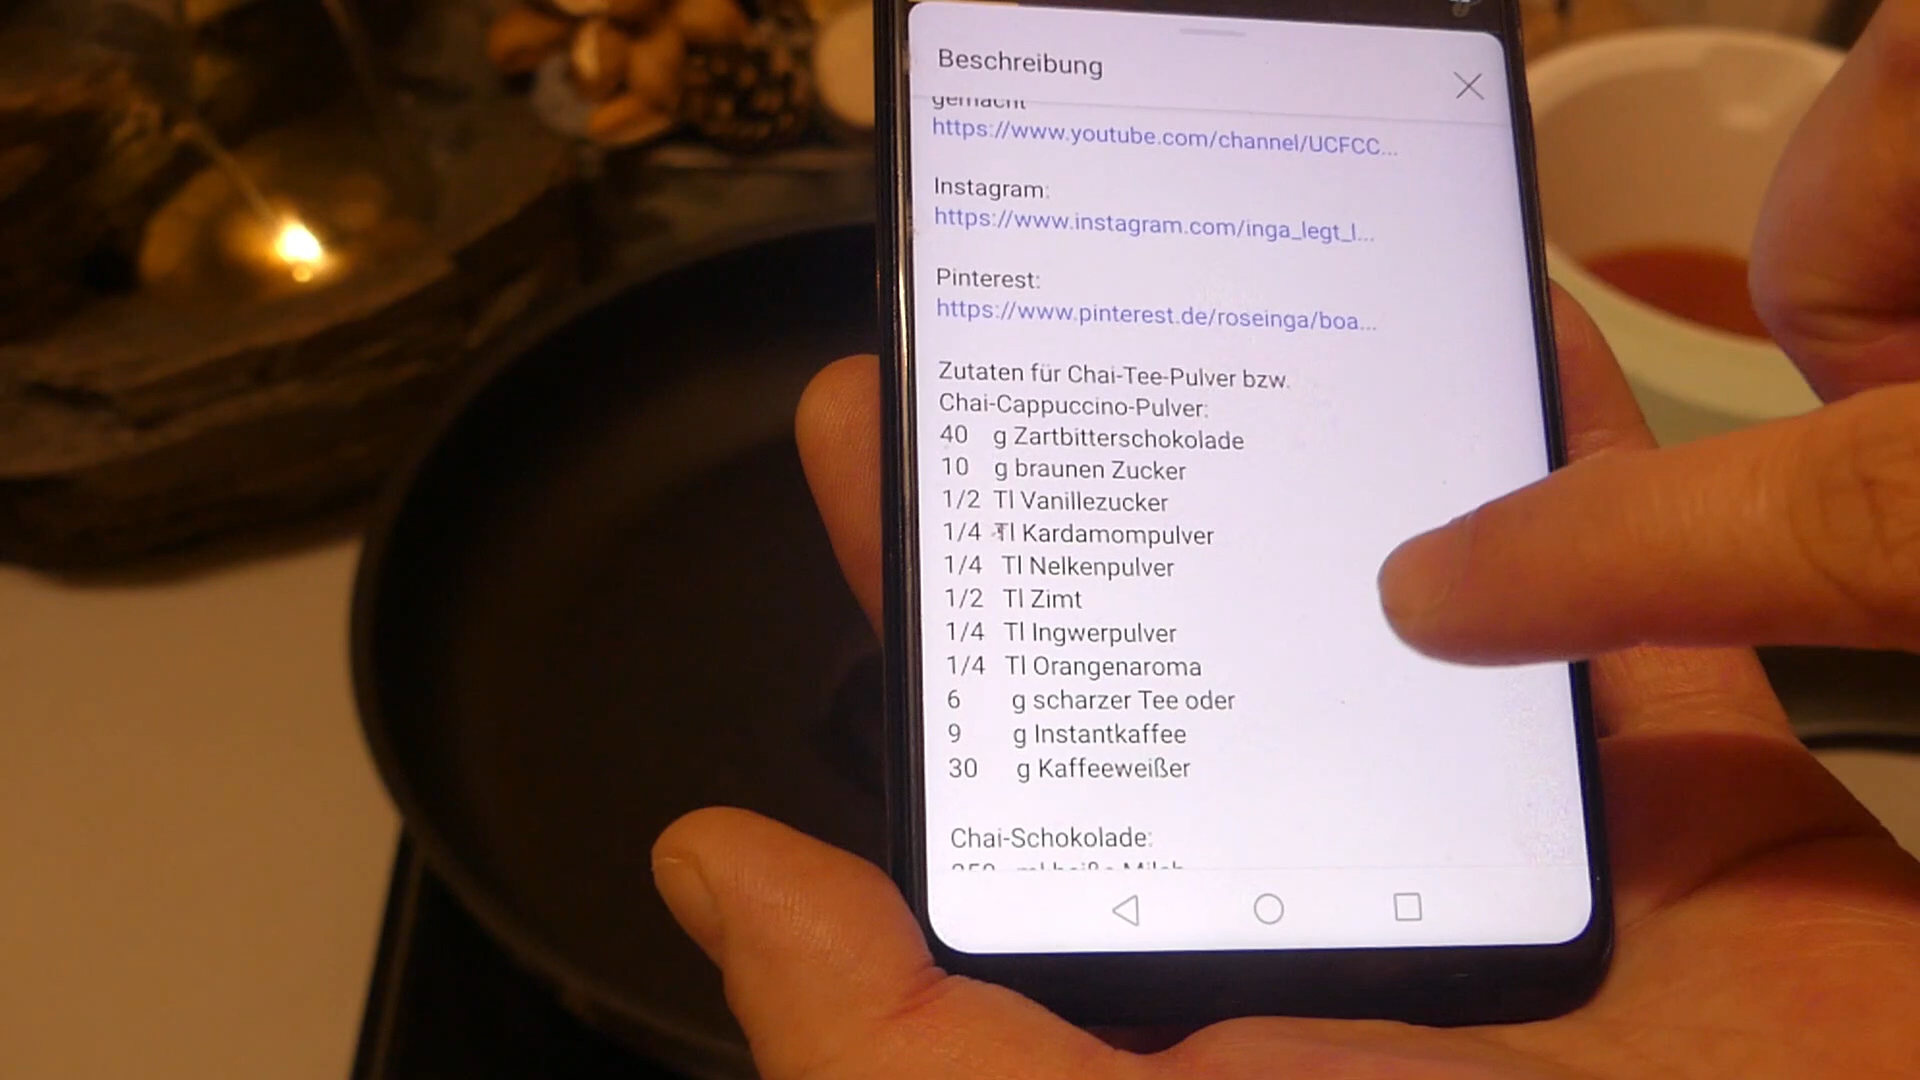 Beschreibung
gemacht
https://www.youtube.com/channel/UCFCC...
Instagram:
https://www.instagram.com/inga_legt_l...
Pinterest:
https://www.pinterest.de/roseinga/boa...
Zutaten für Chai-Tee-Pulver bzw.
Chai-Cappuccino-Pulver:
40 g Zartbitterschokolade
10 g braunen Zucker
1/2 Tl Vanillezucker
1/4 Tl Kardamompulver
1/4 Tl Nelkenpulver
1/2 Tl Zimt
1/4 Tl Ingwerpulver
1/4 Tl Orangenaroma
6 g scharzer Tee oder
9 g Instantkaffee
30 g Kaffeeweißer
Chai-Schokolade: